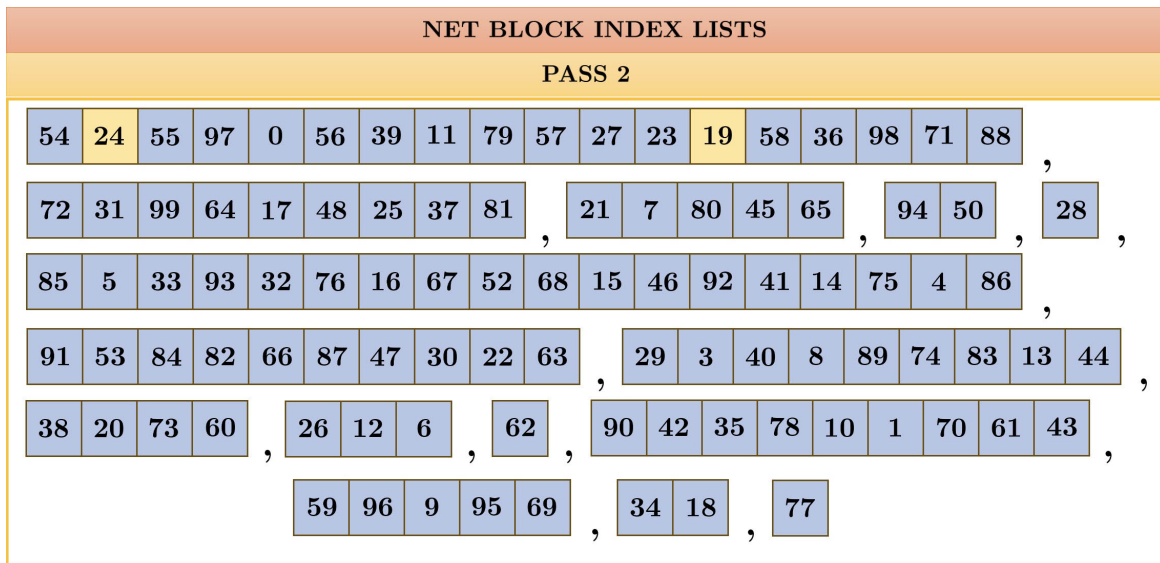 NET BLOCK INDEX LISTS
PASS 2
54 24 55 97 0 56 39 11 79 57 27 23 19 58 36 98 71 88 ,
72 31 99 64 17 48 25 37 81 , 21 7 80 45 65 , 94 50 , 28 ,
85 5 33 93 32 76 16 67 52 68 15 46 92 41 14 75 4 86 ,
91 53 84 82 66 87 47 30 22 63 , 29 3 40 8 89 74 83 13 44 ,
38 20 73 60 , 26 12 6 , 62 , 90 42 35 78 10 1 70 61 43 ,
59 96 9 95 69 , 34 18 , 77